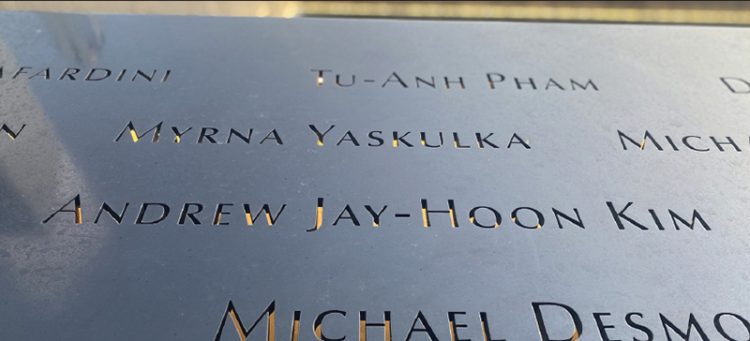 Tu-Anh Pham
Myrna Yaskulka
Andrew Jay-Hoon Kim
Michael